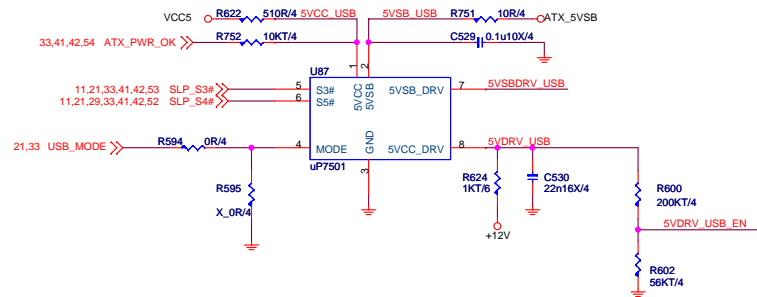 VCC5 R622 510R/4 5VCC_USB 5VSB_USB R751 10R/4 ATX_5VSB
33,41,42,54 ATX_PWR_OK R752 10KT/4 C529 0.1u10X/4
1 2
U87
11,21,33,41,42,53 SLP_S3# 5 S3# 5VCC 5VSB 5VSB_DRV 7 5VSBDRV_USB
11,21,29,33,41,42,52 SLP_S4# 6 S5#
21,33 USB_MODE R594 0R/4 4 MODE GND 5VCC_DRV 8 5VDRV_USB
uP7501 3
R595 X_0R/4
R624 1KT/6
C530 22n16X/4
R600 200KT/4
+12V
5VDRV_USB_EN
R602 56KT/4